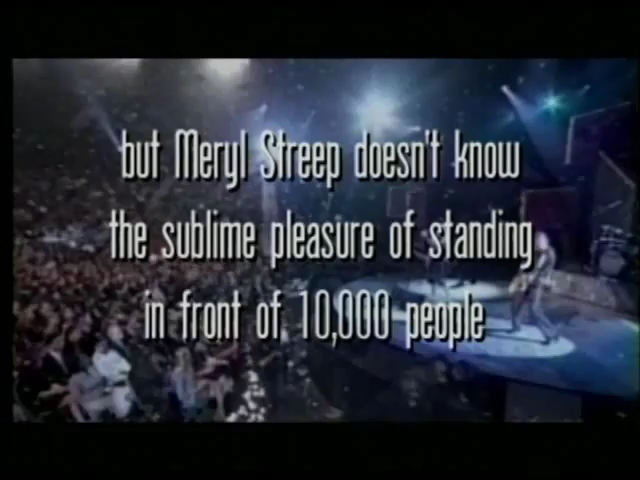 but Meryl Streep doesn't know
the sublime pleasure of standing
in front of 10,000 people